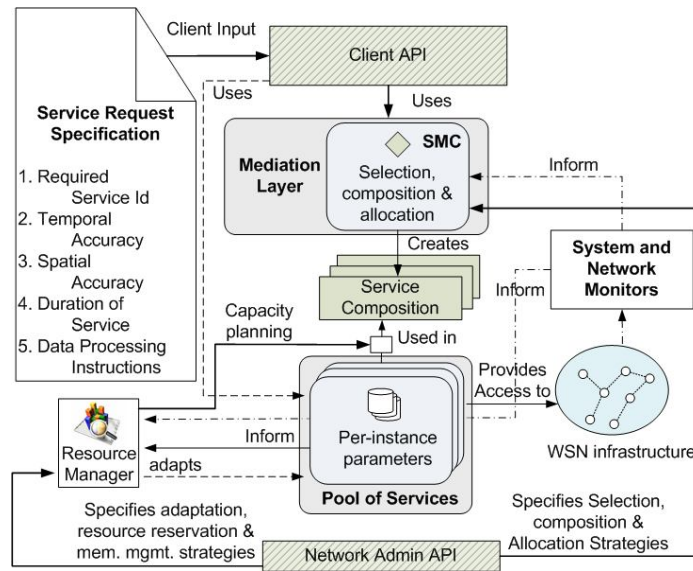 Client Input
Client API
Uses
Uses
Service Request
Specification
1. Required
Service Id
2. Temporal
Accuracy
3. Spatial
Accuracy
4. Duration of
Service
5. Data Processing
Instructions
Mediation
Layer
SMC
Selection,
composition &
allocation
Inform
Creates
System and
Network
Monitors
Service
Composition
Inform
Capacity
planning
Used in
Provides
Access to
Per-instance
parameters
Pool of Services
WSN infrastructure
Resource
Manager
Inform
adapts
Specifies adaptation,
resource reservation &
mem. mgmt. strategies
Network Admin API
Specifies Selection,
composition &
Allocation Strategies